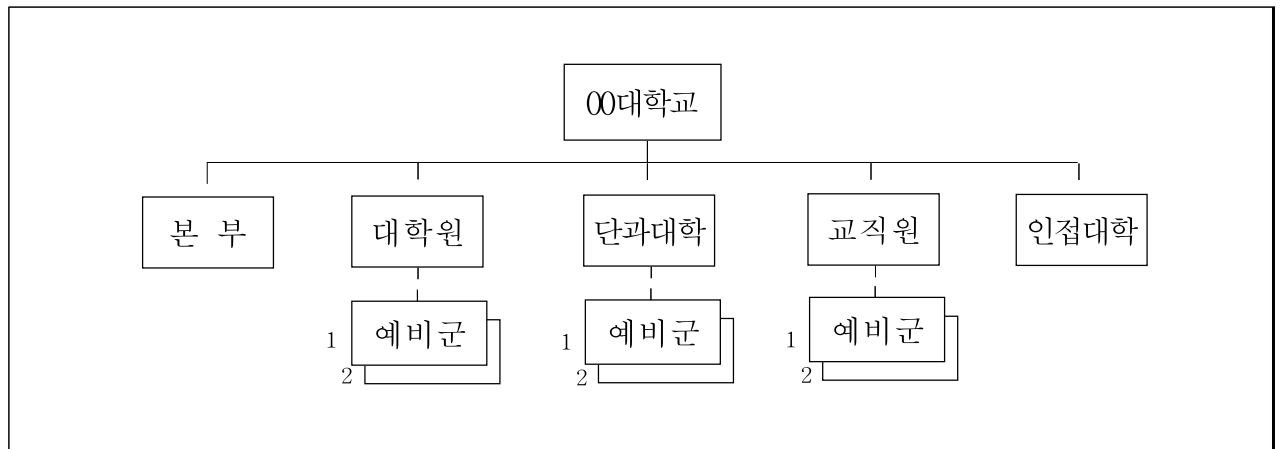 00대학교
본 부
대학원
단과대학
교직원
인접대학
1 예비군
2
1 예비군
2
1 예비군
2